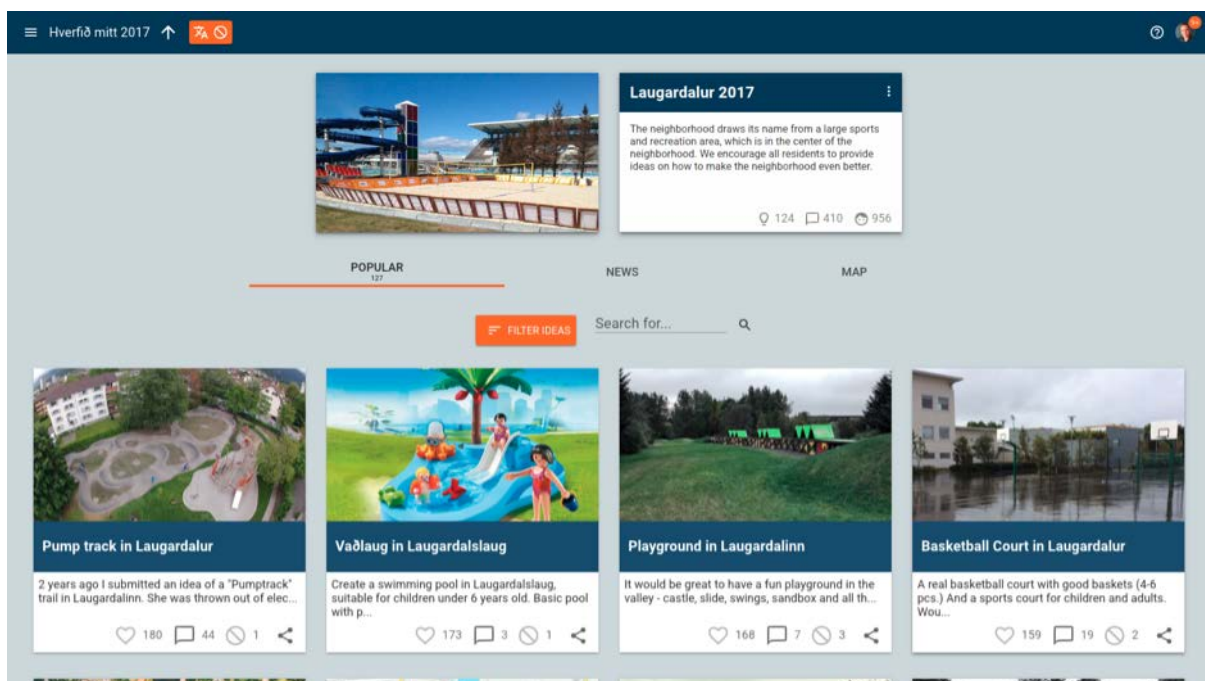 Hverfið mitt 2017
Laugardalur 2017
The neighborhood draws its name from a large sports
and recreation area, which is in the center of the
neighborhood. We encourage all residents to provide
ideas on how to make the neighborhood even better.
124 410 956
POPULAR
127
NEWS
MAP
FILTER IDEAS
Search for...
Pump track in Laugardalur
2 years ago I submitted an idea of a "Pumptrack"
trail in Laugardalinn. She was thrown out of elec...
180 44 1
Vaðlaug in Laugardalslaug
Create a swimming pool in Laugardalslaug,
suitable for children under 6 years old. Basic pool
with p...
173 3 1
Playground in Laugardalinn
It would be great to have a fun playground in the
valley - castle, slide, swings, sandbox and all th...
168 7 3
Basketball Court in Laugardalur
A real basketball court with good baskets (4-6
pcs.) And a sports court for children and adults.
Wou...
159 19 2